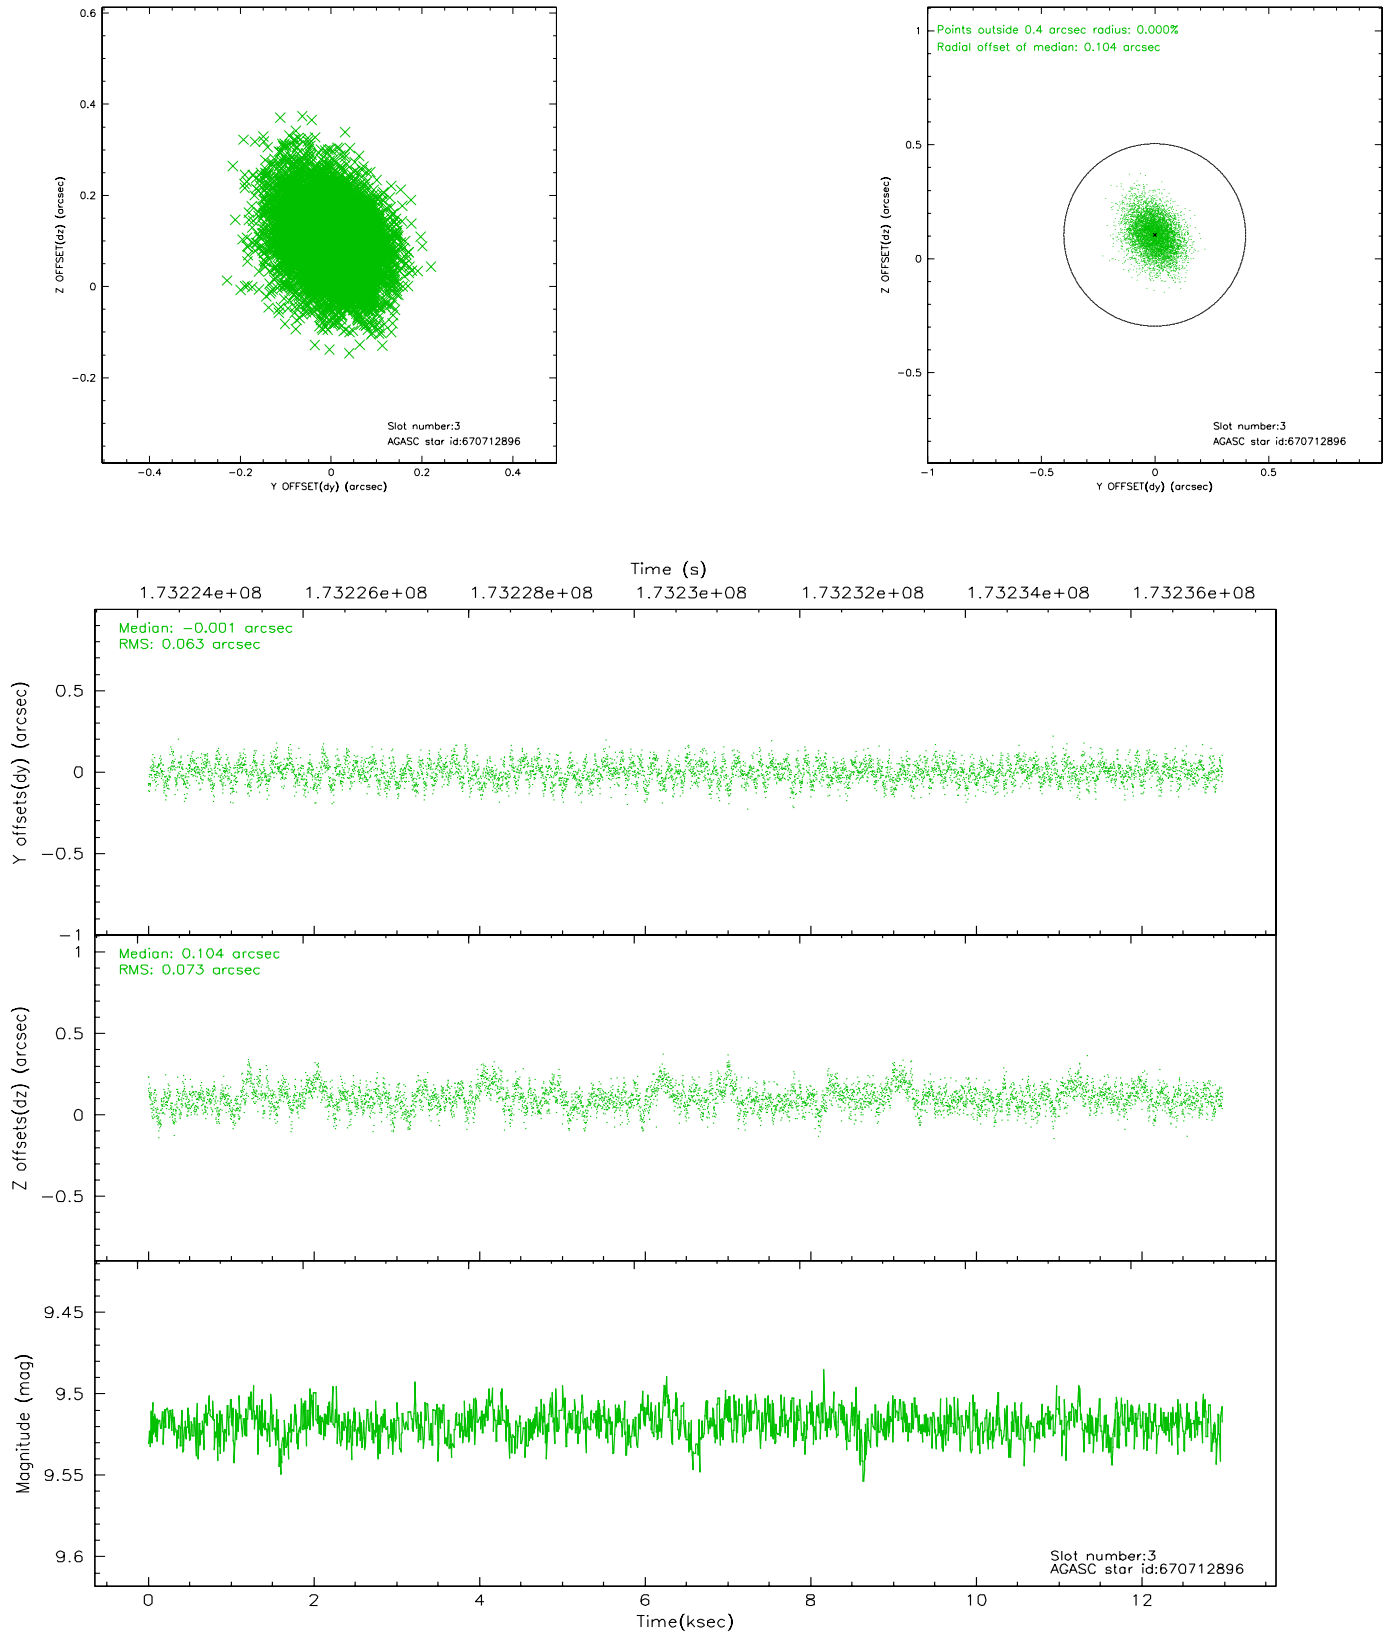 0.6
0.4
0.2
0
−0.2
Z OFFSET(dz) (arcsec)
Slot number:3
AGASC star id:670712896
−0.4 −0.2 0 0.2 0.4
Y OFFSET(dy) (arcsec)
Points outside 0.4 arcsec radius: 0.000%
Radial offset of median: 0.104 arcsec
1
0.5
0
−0.5
Z OFFSET(dz) (arcsec)
Slot number:3
AGASC star id:670712896
−1 −0.5 0 0.5
Y OFFSET(dy) (arcsec)
Time (s)
1.73224e+08 1.73226e+08 1.73228e+08 1.7323e+08 1.73232e+08 1.73234e+08 1.73236e+08
Median: −0.001 arcsec
RMS: 0.063 arcsec
0.5
0
−0.5
−1
Y offsets(dy) (arcsec)
Median: 0.104 arcsec
RMS: 0.073 arcsec
1
0.5
0
−0.5
Z offsets(dz) (arcsec)
9.45
9.5
9.55
9.6
Magnitude (mag)
Slot number:3
AGASC star id:670712896
0 2 4 6 8 10 12
Time(ksec)